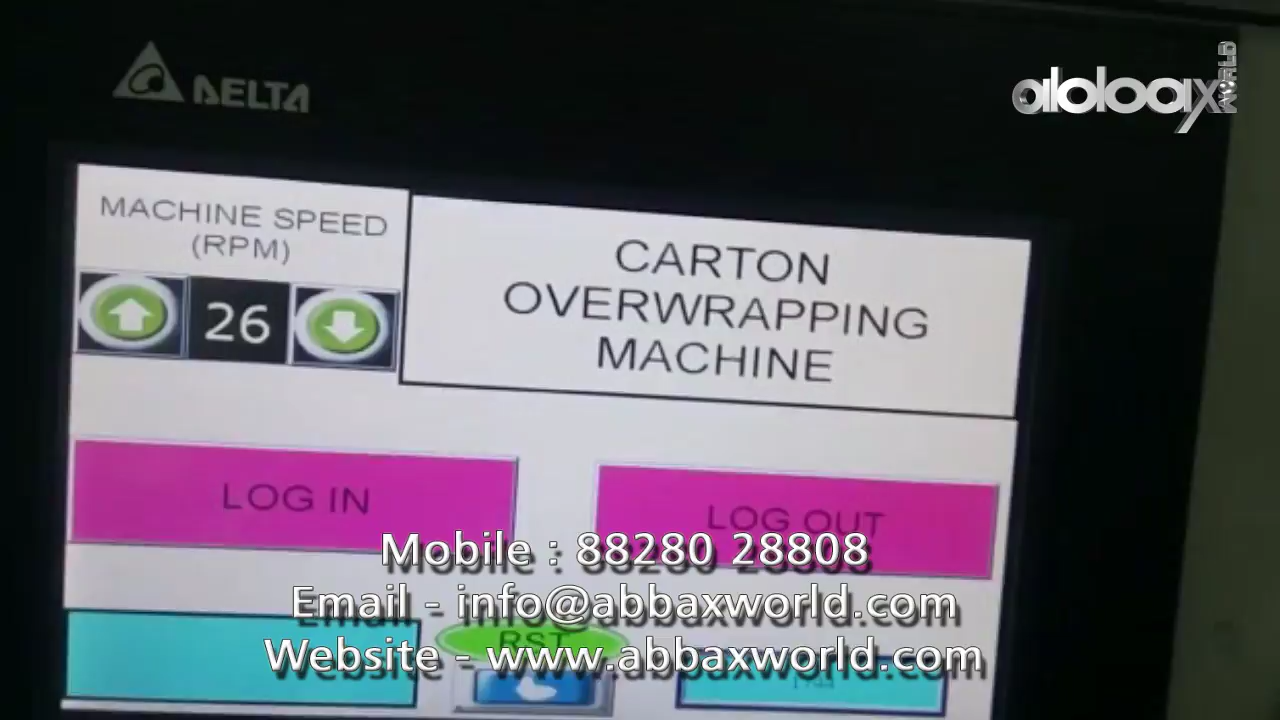 DELTA
abbax WORLD
MACHINE SPEED
(RPM)
26
CARTON
OVERWRAPPING
MACHINE
LOG IN
LOG OUT
Mobile : 88280 28808
Email - info@abbaxworld.com
RST
Website - www.abbaxworld.com